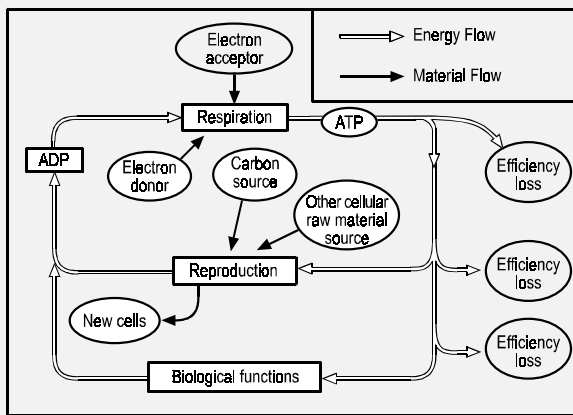 Electron
acceptor
Energy Flow
Material Flow
Respiration
ATP
ADP
Electron
donor
Carbon
source
Efficiency
loss
Other cellular
raw material
source
Reproduction
Efficiency
loss
New cells
Efficiency
loss
Biological functions